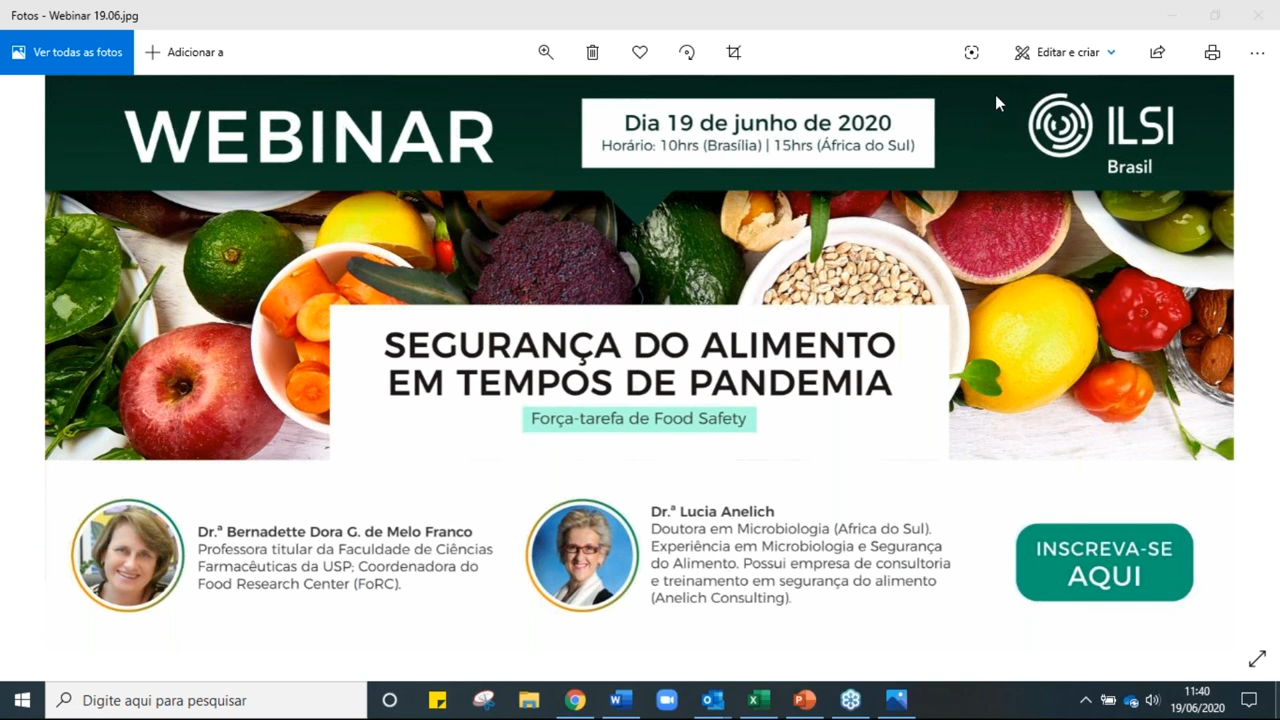 Fotos - Webinar 19.06.jpg
Ver todas as fotos
Adicionar a
Editar e criar
WEBINAR
Dia 19 de junho de 2020
Horário: 10hrs (Brasília) | 15hrs (África do Sul)
ILSI
Brasil
SEGURANÇA DO ALIMENTO
EM TEMPOS DE PANDEMIA
Força-tarefa de Food Safety
Dr.ª Bernadette Dora G. de Melo Franco
Professora titular da Faculdade de Ciências
Farmacêuticas da USP; Coordenadora do
Food Research Center (FoRC).
Dr.ª Lucia Anelich
Doutora em Microbiologia (Africa do Sul).
Experiência em Microbiologia e Segurança
do Alimento. Possui empresa de consultoria
e treinamento em segurança do alimento
(Anelich Consulting).
INSCREVA-SE
AQUI
Digite aqui para pesquisar
11:40
19/06/2020